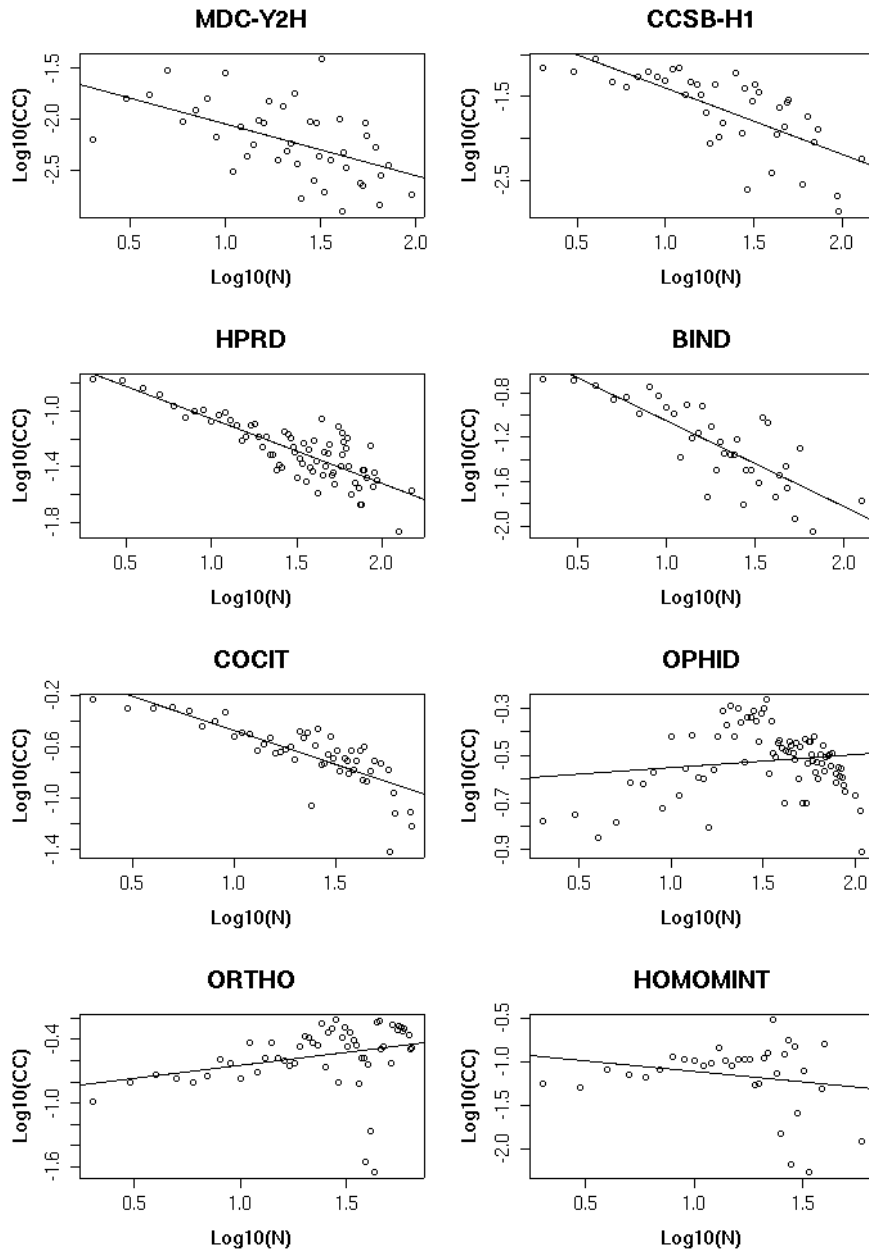 MDC-Y2H
Log10(CC)
-1.5
-2.0
-2.5
0.5 1.0 1.5 2.0
Log10(N)
CCSB-H1
Log10(CC)
-1.5
-2.5
0.5 1.0 1.5 2.0
Log10(N)
HPRD
Log10(CC)
-1.0
-1.4
-1.8
0.5 1.0 1.5 2.0
Log10(N)
BIND
Log10(CC)
-0.8
-1.2
-1.6
-2.0
0.5 1.0 1.5 2.0
Log10(N)
COCIT
Log10(CC)
-0.2
-0.6
-1.0
-1.4
0.5 1.0 1.5
Log10(N)
OPHID
Log10(CC)
-0.3
-0.5
-0.7
-0.9
0.5 1.0 1.5 2.0
Log10(N)
ORTHO
Log10(CC)
-0.4
-1.0
-1.6
0.5 1.0 1.5
Log10(N)
HOMOMINT
Log10(CC)
-0.5
-1.0
-1.5
-2.0
0.5 1.0 1.5
Log10(N)